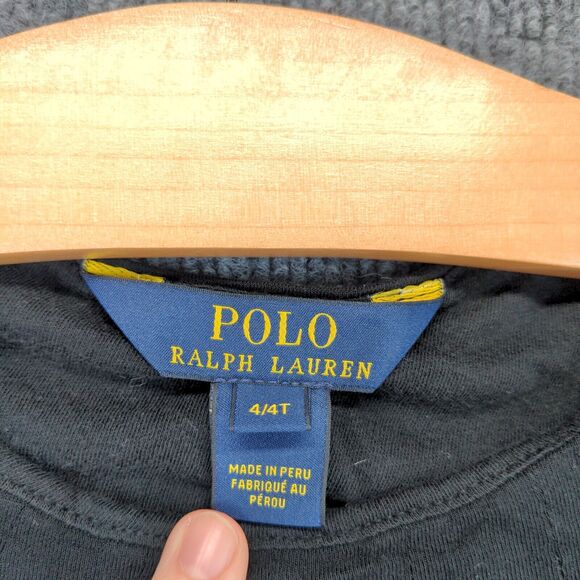 POLO
RALPH LAUREN
4/4T
MADE IN PERU
FABRIQUÉ AU
PÉROU